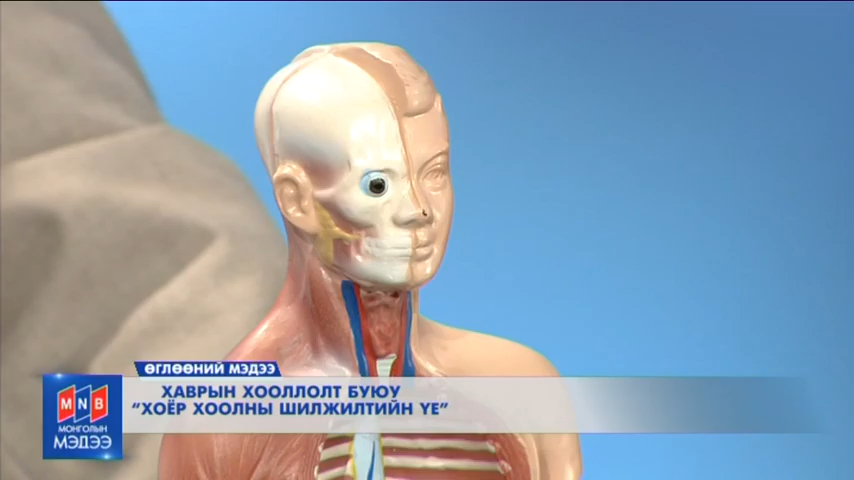 ӨГЛӨӨНИЙ МЭДЭЭ
ХАВРЫН ХООЛЛОЛТ БУЮУ
“ХОЁР ХООЛНЫ ШИЛЖИЛТИЙН ҮЕ”
MNB
МОНГОЛЫН
МЭДЭЭ